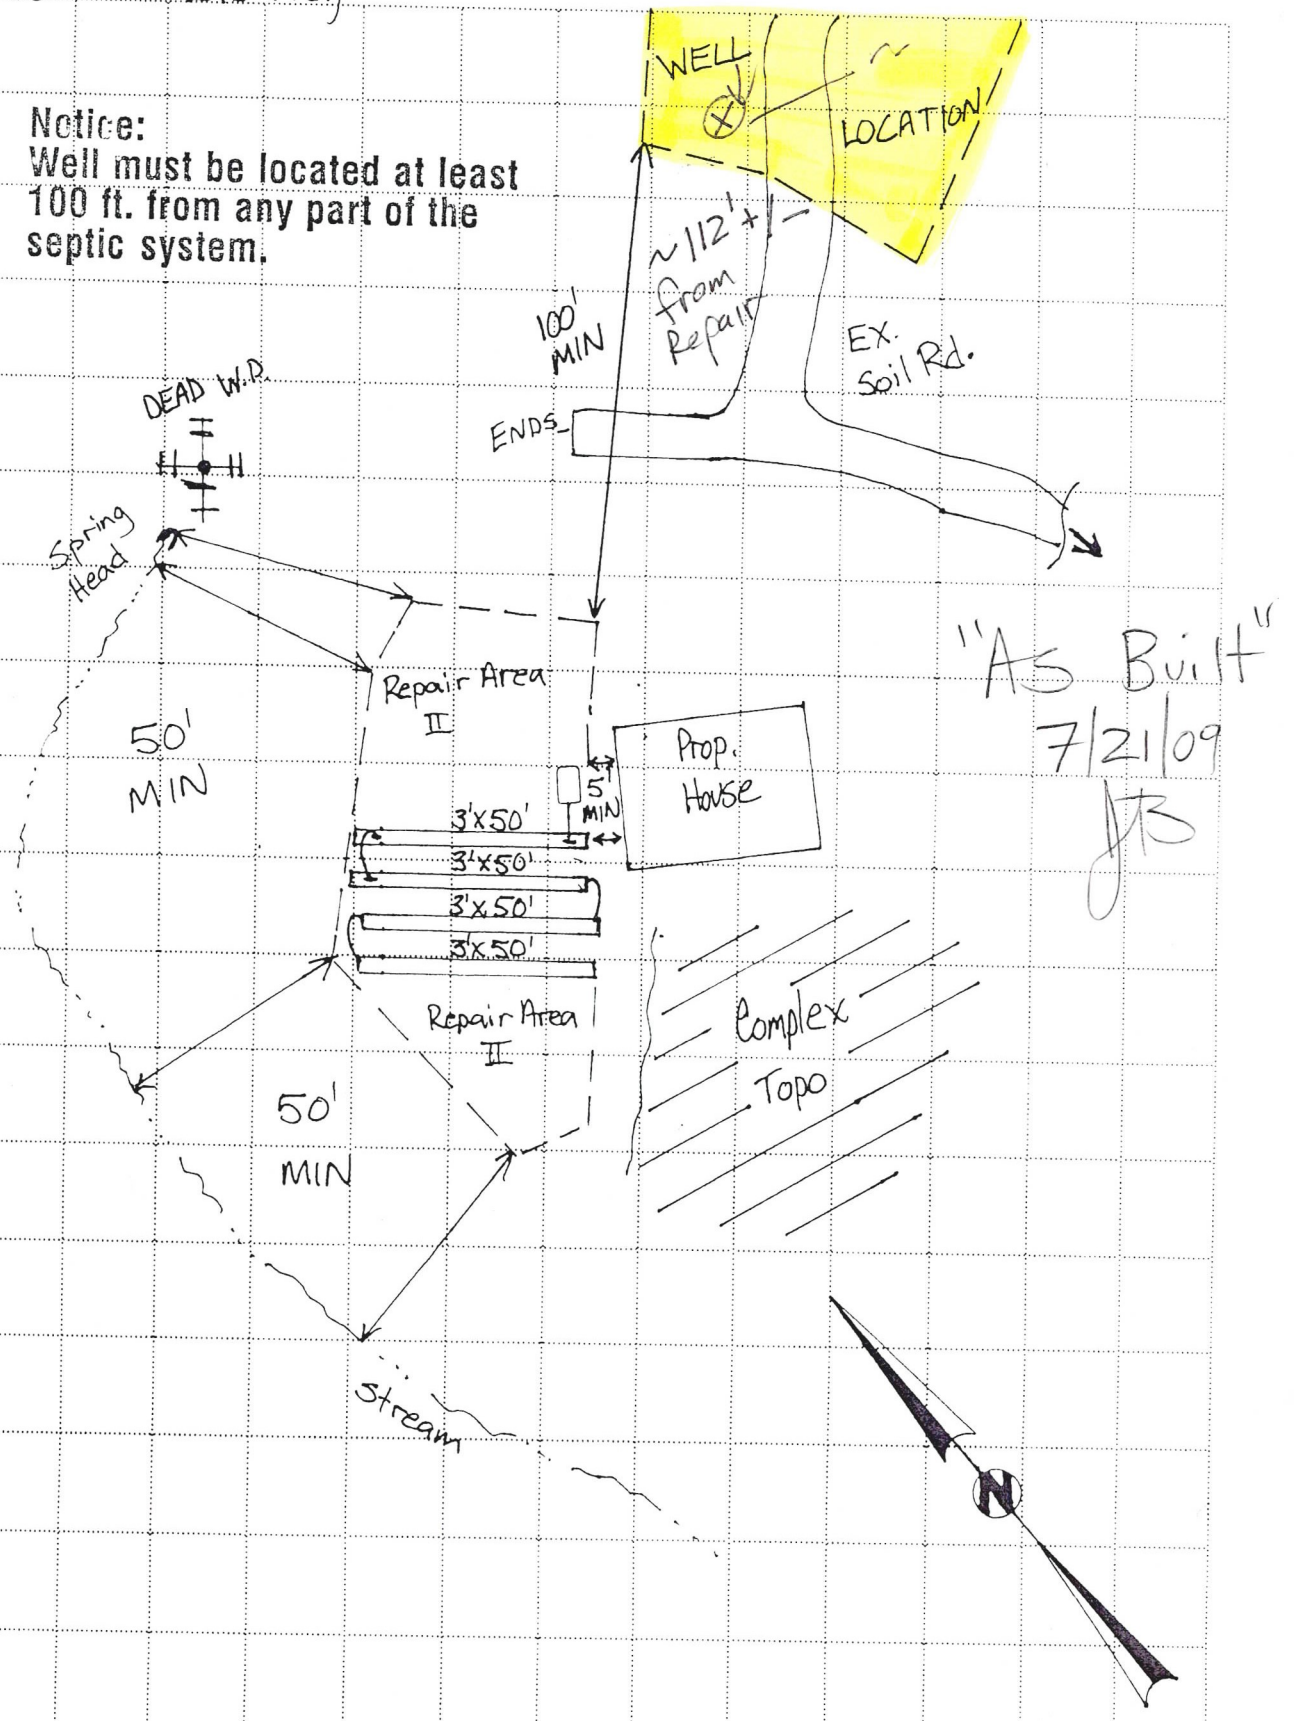 Notice:
Well must be located at least
100 ft. from any part of the
septic system.
WELL
LOCATION
~112' +/-
from
Repair
100'
MIN
EX.
Soil Rd.
ENDS
DEAD W.P.
Spring
Head
"As Built"
7/21/09
JTB
Repair Area
II
50'
MIN
Prop.
House
5'
MIN
3'X50'
3'X50'
3'X50'
3'X50'
Repair Area
II
Complex
Topo
50'
MIN
Stream
N